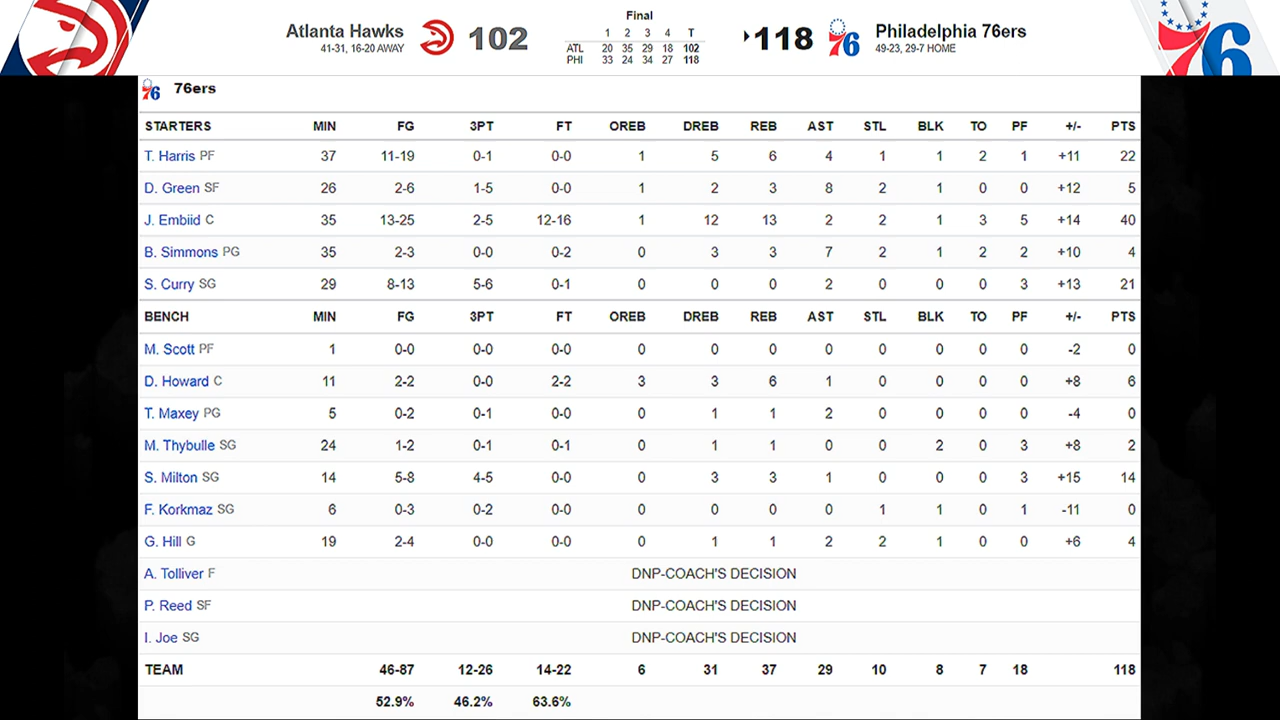 Atlanta Hawks
41-31, 16-20 AWAY
102
Final
1 2 3 4 T
ATL 20 35 29 18 102
PHI 33 24 34 27 118
118
76
Philadelphia 76ers
49-23, 29-7 HOME
76
76 76ers
STARTERS MIN FG 3PT FT OREB DREB REB AST STL BLK TO PF +/- PTS
T. Harris PF 37 11-19 0-1 0-0 1 5 6 4 1 1 2 1 +11 22
D. Green SF 26 2-6 1-5 0-0 1 2 3 8 2 1 0 0 +12 5
J. Embiid C 35 13-25 2-5 12-16 1 12 13 2 2 1 3 5 +14 40
B. Simmons PG 35 2-3 0-0 0-2 0 3 3 7 2 1 2 2 +10 4
S. Curry SG 29 8-13 5-6 0-1 0 0 0 2 0 0 0 3 +13 21
BENCH MIN FG 3PT FT OREB DREB REB AST STL BLK TO PF +/- PTS
M. Scott PF 1 0-0 0-0 0-0 0 0 0 0 0 0 0 0 -2 0
D. Howard C 11 2-2 0-0 2-2 3 3 6 1 0 0 0 0 +8 6
T. Maxey PG 5 0-2 0-1 0-0 0 1 1 2 0 0 0 0 -4 0
M. Thybulle SG 24 1-2 0-1 0-1 0 1 1 0 0 2 0 3 +8 2
S. Milton SG 14 5-8 4-5 0-0 0 3 3 1 0 0 0 3 +15 14
F. Korkmaz SG 6 0-3 0-2 0-0 0 0 0 0 1 1 0 1 -11 0
G. Hill G 19 2-4 0-0 0-0 0 1 1 2 2 1 0 0 +6 4
A. Tolliver F DNP-COACH'S DECISION
P. Reed SF DNP-COACH'S DECISION
I. Joe SG DNP-COACH'S DECISION
TEAM 46-87 12-26 14-22 6 31 37 29 10 8 7 18 118
52.9% 46.2% 63.6%